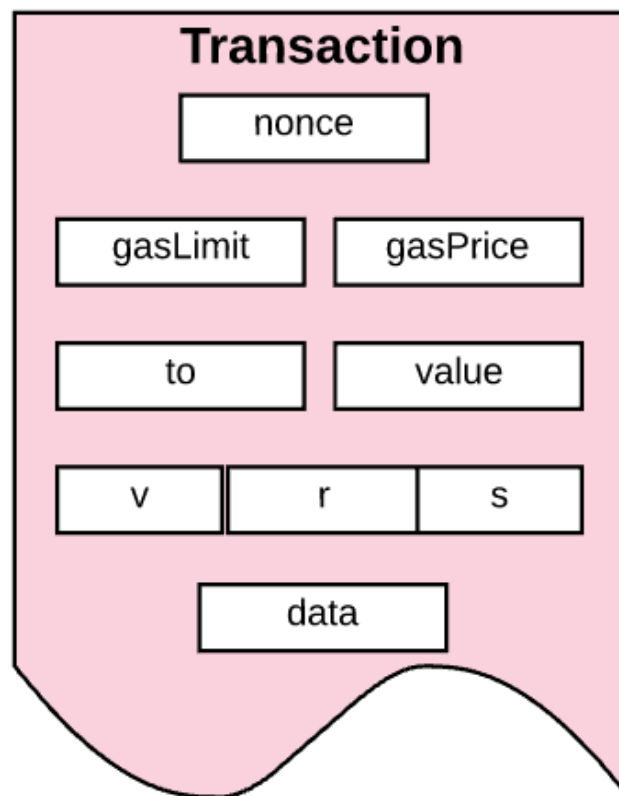 Transaction
nonce
gasLimit gasPrice
to value
v r s
data